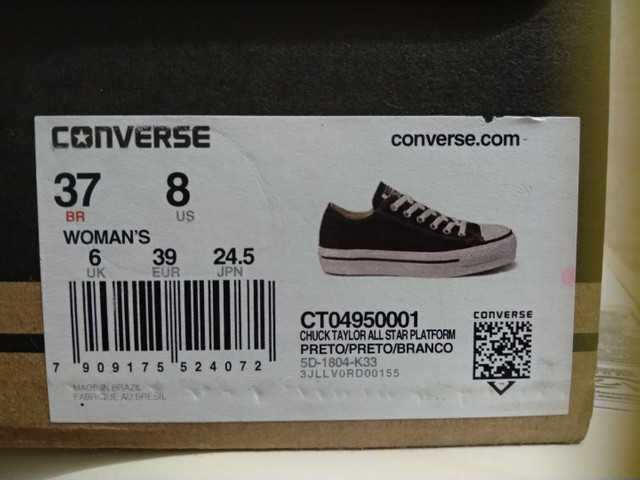 CONVERSE
converse.com
37 8
BR US
WOMAN'S
6 39 24.5
UK EUR JPN
7 909175 524072
MADE IN BRAZIL
FABRIQUE AU BRESIL
CT04950001
CHUCK TAYLOR ALL STAR PLATFORM
PRETO/PRETO/BRANCO
5D-1804-K33
3JLLV0RD00155
CONVERSE